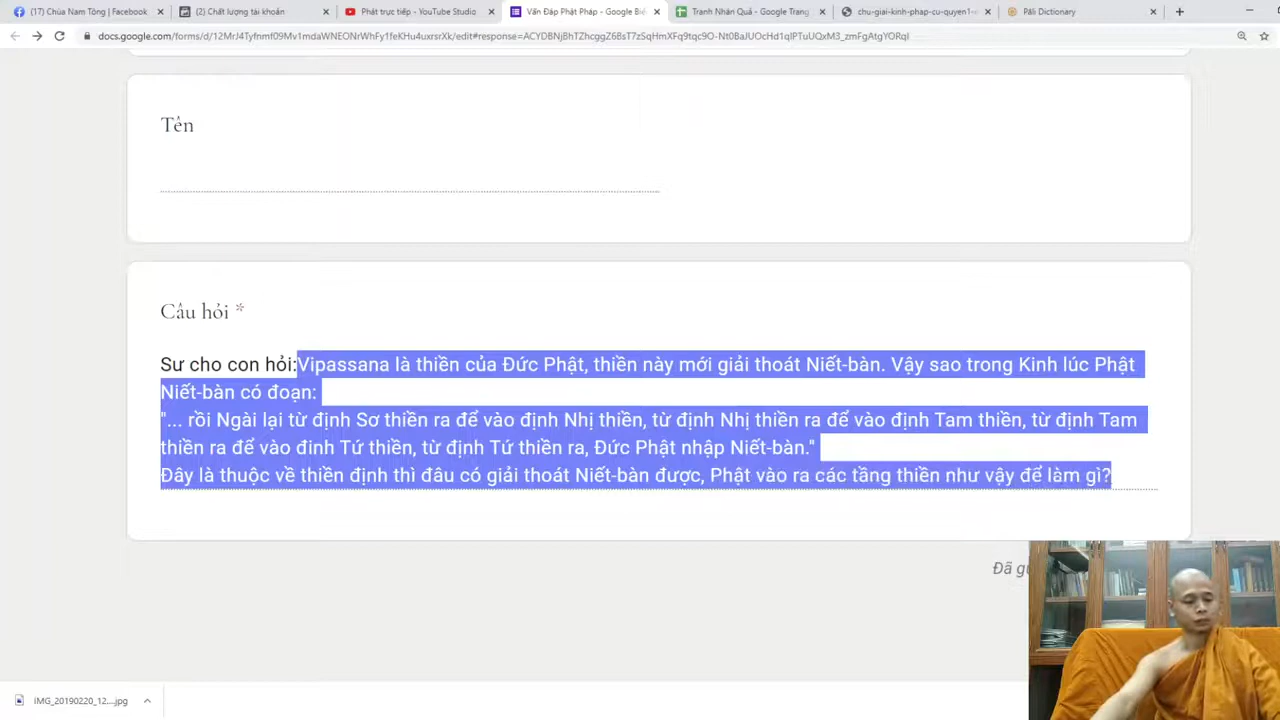 (17) Chùa Nam Tông | Facebook
(2) Chất lượng tài khoản
Phát trực tiếp - YouTube Studio
Vấn Đáp Phật Pháp - Google Biể
Tranh Nhân Quả - Google Trang
chu-giai-kinh-phap-cu-quyen1-
Pāli Dictionary
Tên
Câu hỏi *
Sư cho con hỏi:Vipassana là thiền của Đức Phật, thiền này mới giải thoát Niết-bàn. Vậy sao trong Kinh lúc Phật
Niết-bàn có đoạn:
"... rồi Ngài lại từ định Sơ thiền ra để vào định Nhị thiền, từ định Nhị thiền ra để vào định Tam thiền, từ định Tam
thiền ra để vào đinh Tứ thiền, từ định Tứ thiền ra, Đức Phật nhập Niết-bàn."
Đây là thuộc về thiền định thì đâu có giải thoát Niết-bàn được, Phật vào ra các tầng thiền như vậy để làm gì?
Đã
IMG_20190220_12....jpg